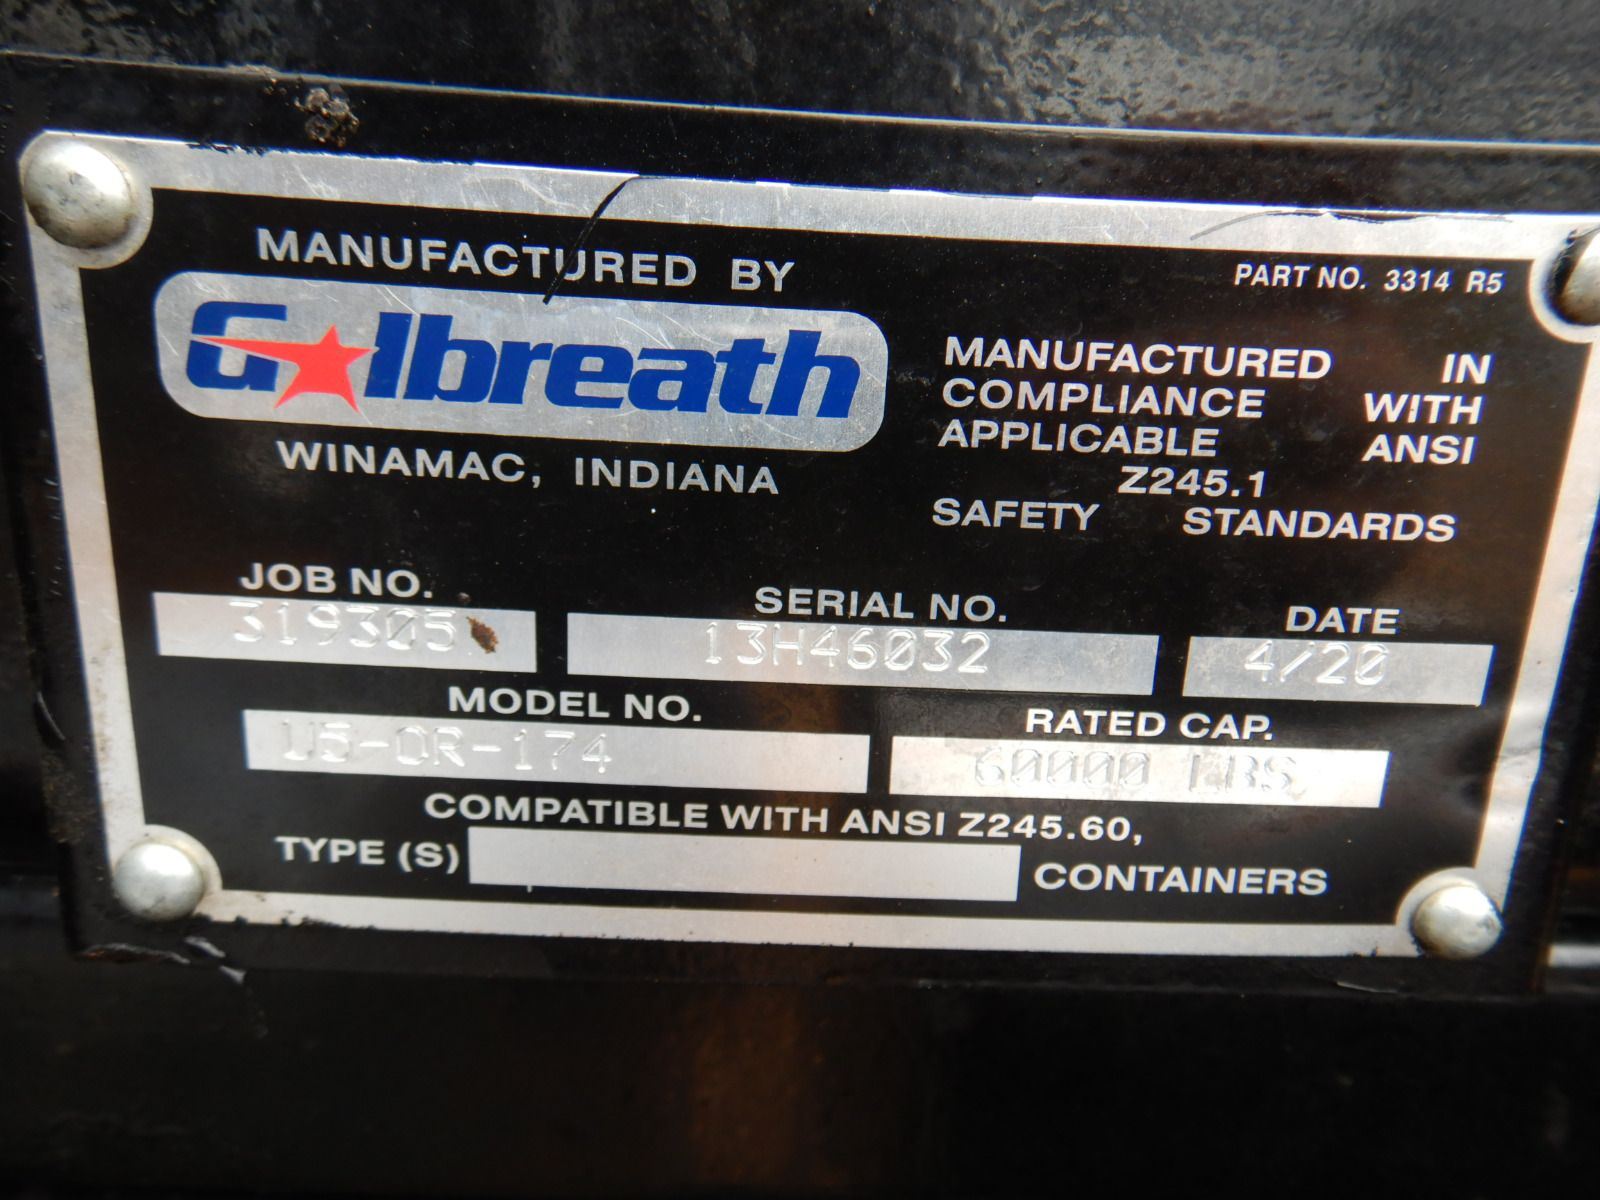 MANUFACTURED BY
Galbreath
WINAMAC, INDIANA
PART NO. 3314 R5
MANUFACTURED IN
COMPLIANCE WITH
APPLICABLE ANSI
Z245.1
SAFETY STANDARDS
JOB NO. SERIAL NO. DATE
319305 13H46032 4/20
MODEL NO. RATED CAP.
U5-OR-174 60000 LBS
COMPATIBLE WITH ANSI Z245.60,
TYPE (S) CONTAINERS